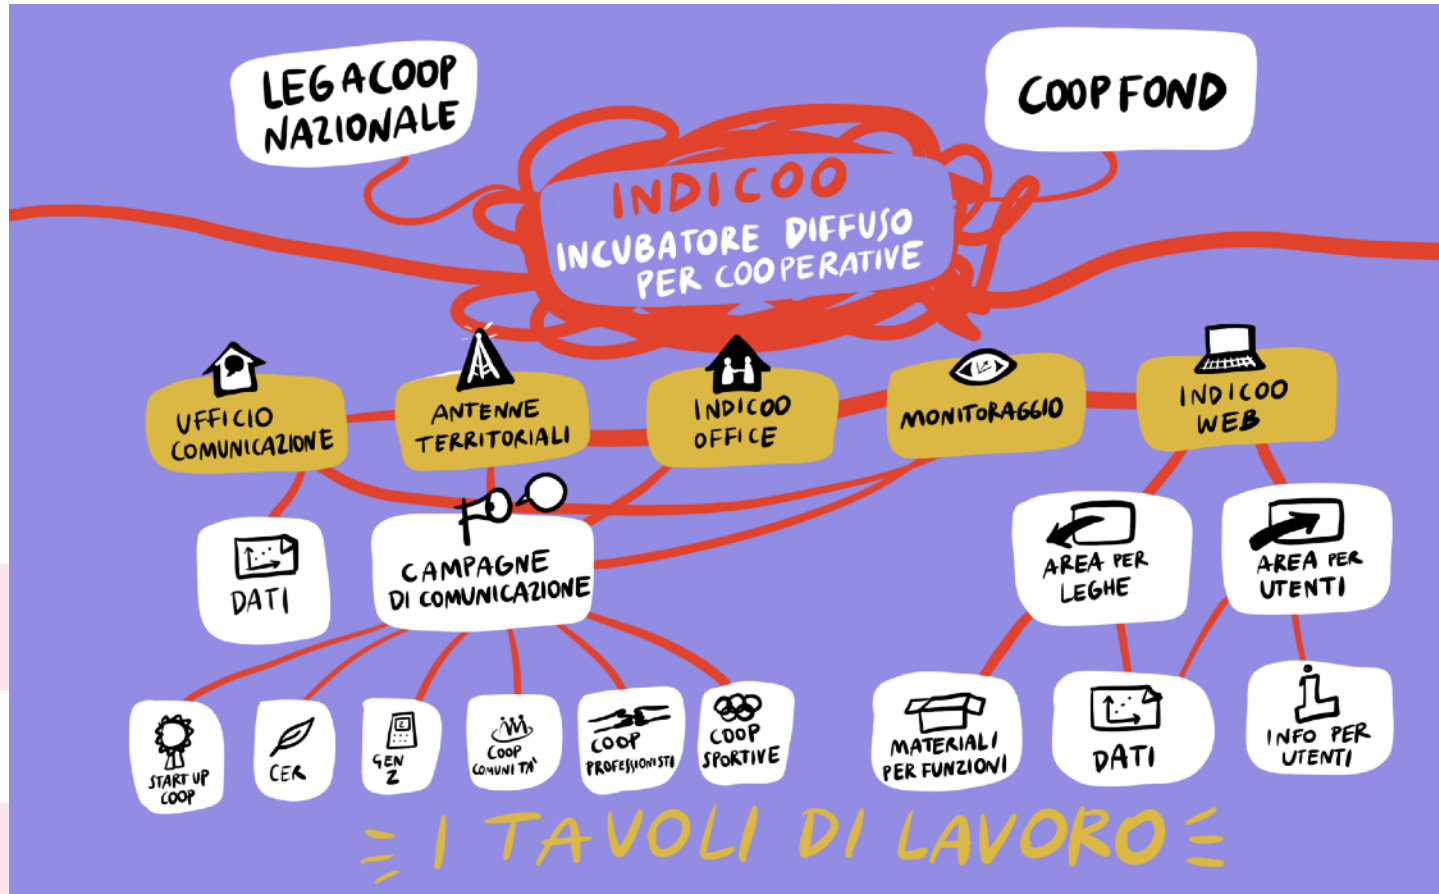 LEGACOOP
NAZIONALE
COOPFOND
INDICOO
INCUBATORE DIFFUSO
PER COOPERATIVE
UFFICIO
COMUNICAZIONE
ANTENNE
TERRITORIALI
INDICOO
OFFICE
MONITORAGGIO
INDICOO
WEB
DATI
CAMPAGNE
DI COMUNICAZIONE
AREA PER
LEGHE
AREA PER
UTENTI
START UP
COOP
CER
GEN
Z
COOP
COMUNITA'
COOP
PROFESSIONISTI
COOP
SPORTIVE
MATERIALI
PER FUNZIONI
DATI
INFO PER
UTENTI
I TAVOLI DI LAVORO